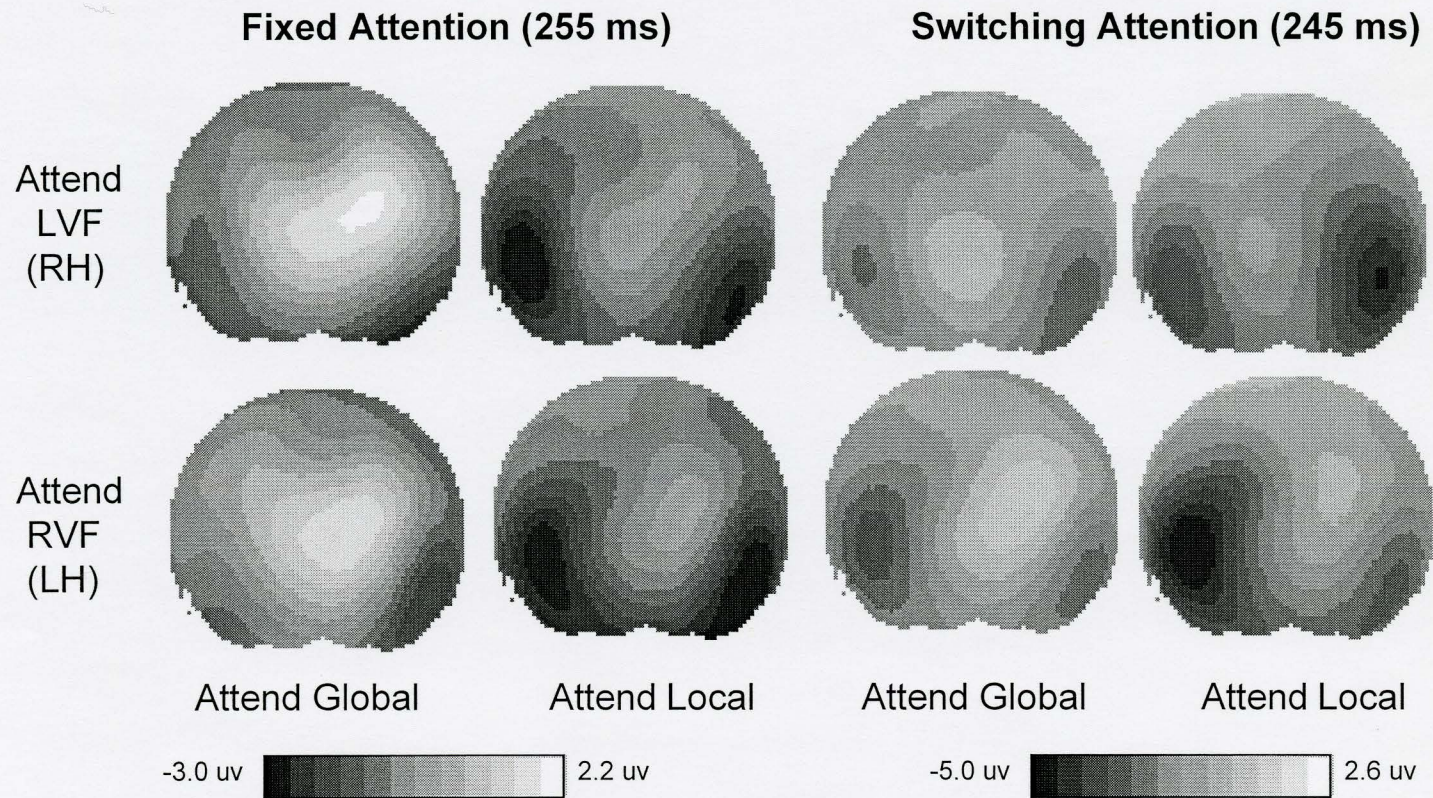 Fixed Attention (255 ms)
Switching Attention (245 ms)
Attend
LVF
(RH)
Attend
RVF
(LH)
Attend Global
Attend Local
Attend Global
Attend Local
-3.0 uv
2.2 uv
-5.0 uv
2.6 uv